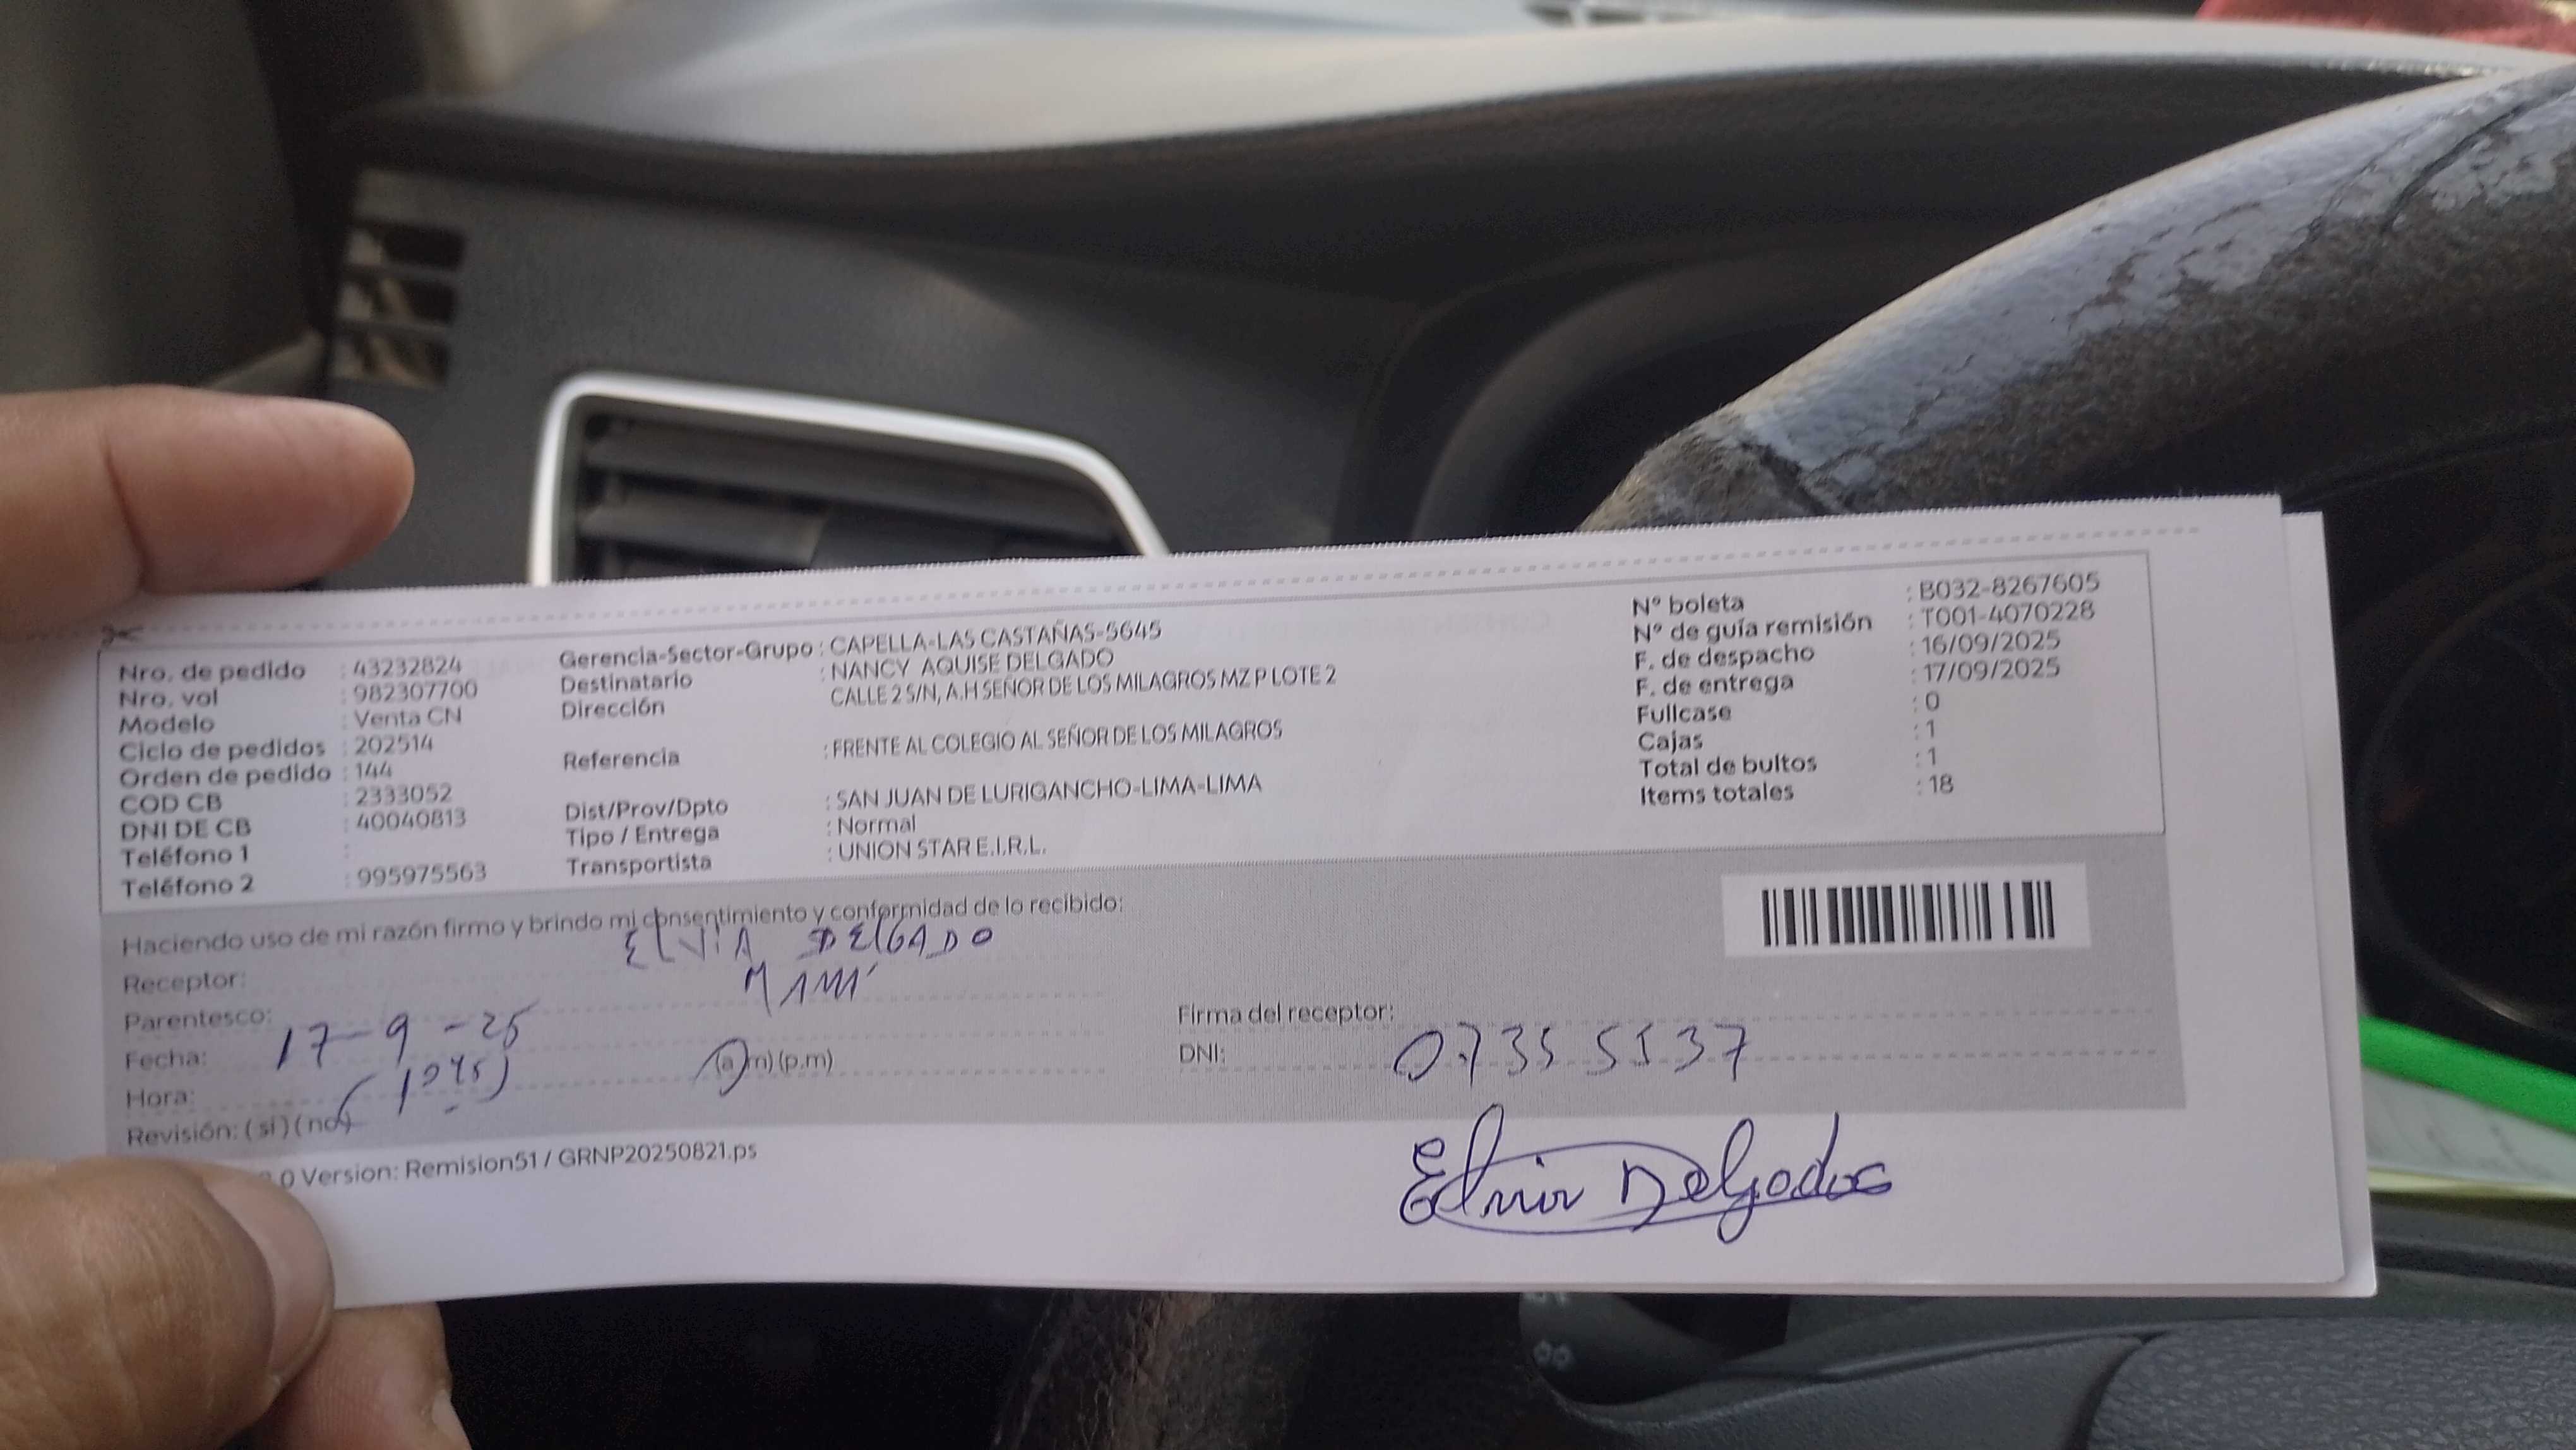 Nro. de pedido : 43232824
Nro. vol : 982307700
Modelo : Venta CN
Ciclo de pedidos : 202514
Orden de pedido : 144
COD CB : 2333052
DNI DE CB : 40040813
Teléfono 1 :
Teléfono 2 : 995975563
Gerencia-Sector-Grupo : CAPELLA-LAS CASTAÑAS-5645
Destinatario : NANCY AQUISE DELGADO
Dirección CALLE 2 S/N, A.H SEÑOR DE LOS MILAGROS MZ P LOTE 2
Referencia : FRENTE AL COLEGIO AL SEÑOR DE LOS MILAGROS
Dist/Prov/Dpto : SAN JUAN DE LURIGANCHO-LIMA-LIMA
Tipo / Entrega : Normal
Transportista : UNION STAR E.I.R.L.
N° boleta : B032-8267605
N° de guía remisión : T001-4070228
F. de despacho : 16/09/2025
F. de entrega : 17/09/2025
Fullcase : 0
Cajas : 1
Total de bultos : 1
Items totales : 18
Haciendo uso de mi razón firmo y brindo mi consentimiento y conformidad de lo recibido:
Receptor: ELVIA DELGADO
Parentesco: MAMÁ
Fecha: 17-9-25
Hora: (1045) (a.m) (p.m)
Revisión: (si) (no)
Firma del receptor:
DNI: 07355537
.0 Version: Remision51 / GRNP20250821.ps
Delgado